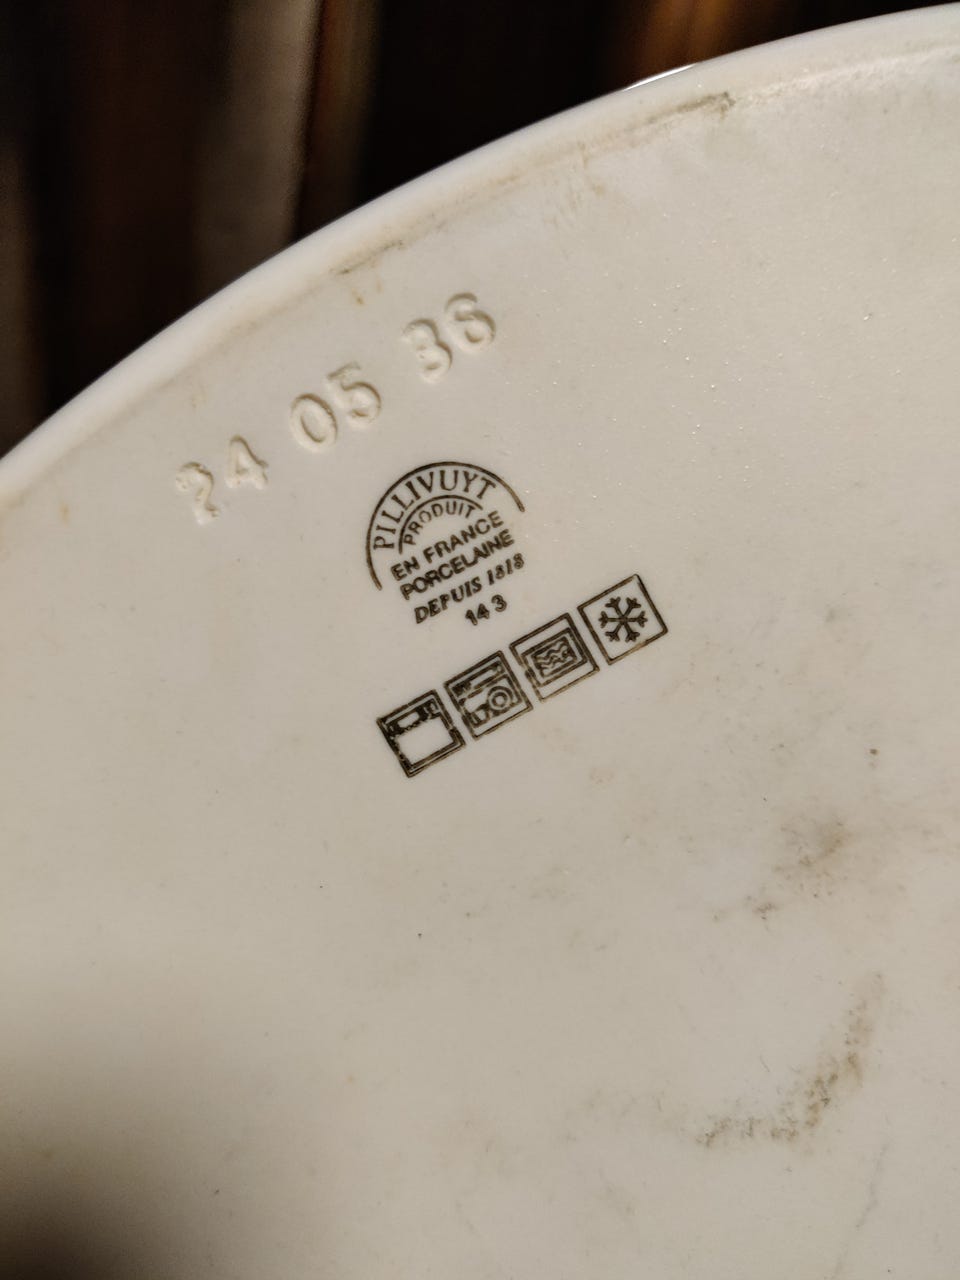 24 05 36
PILLIVUYT
PRODUIT
EN FRANCE
PORCELAINE
DEPUIS 1818
14 3